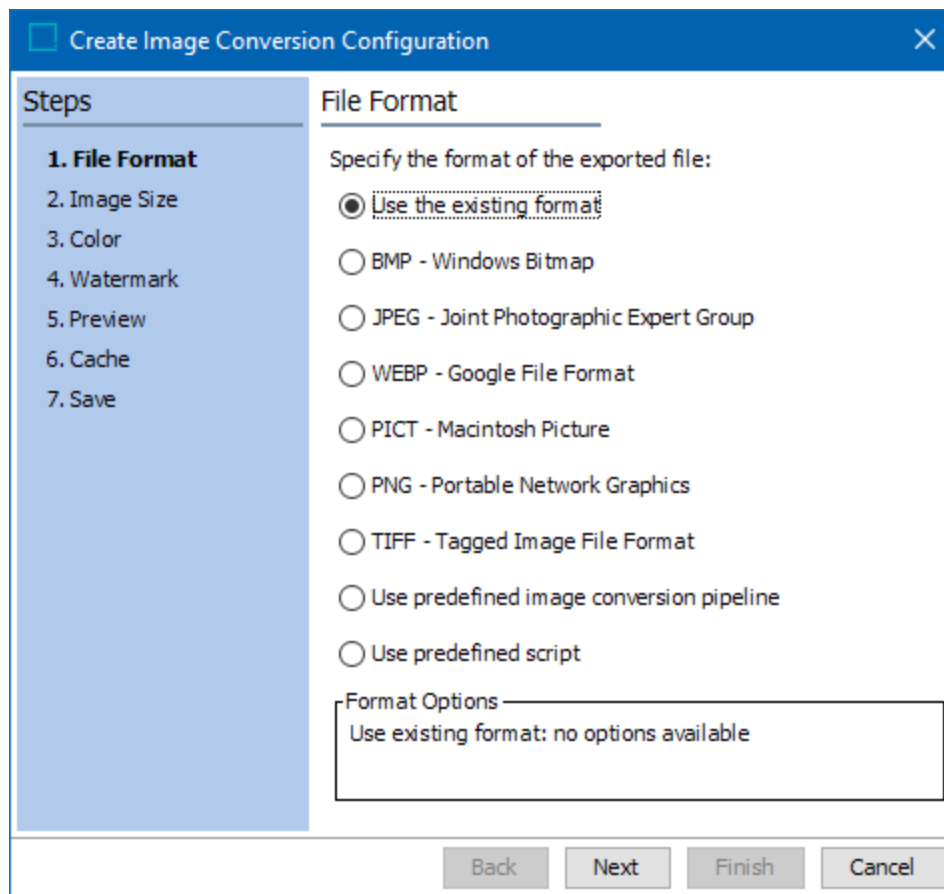 Create Image Conversion Configuration
Steps
1. File Format
2. Image Size
3. Color
4. Watermark
5. Preview
6. Cache
7. Save
File Format
Specify the format of the exported file:
Use the existing format
BMP - Windows Bitmap
JPEG - Joint Photographic Expert Group
WEBP - Google File Format
PICT - Macintosh Picture
PNG - Portable Network Graphics
TIFF - Tagged Image File Format
Use predefined image conversion pipeline
Use predefined script
Format Options
Use existing format: no options available
Back
Next
Finish
Cancel